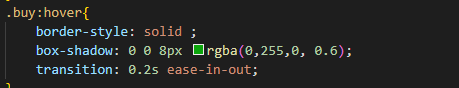 .buy:hover{
border-style: solid ;
box-shadow: 0 0 8px rgba(0,255,0, 0.6);
transition: 0.2s ease-in-out;
}